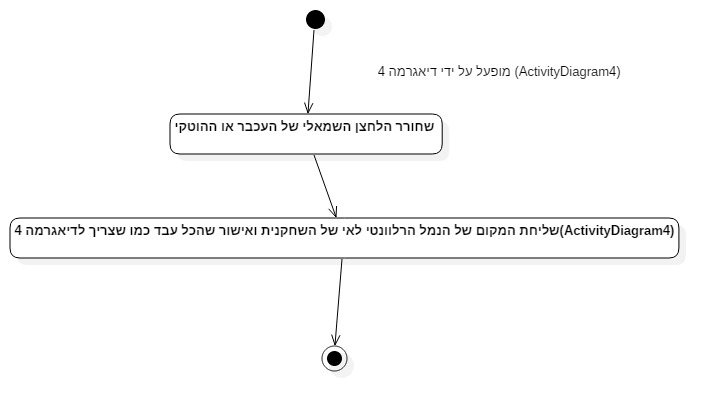 מופעל על ידי דיאגרמה 4 (ActivityDiagram4)
שחורר הלחצן השמאלי של העכבר או ההוטקי
שליחת המקום של הנמל הרלוונטי לאי של השחקנית ואישור שהכל עבד כמו שצריך לדיאגרמה 4(ActivityDiagram4)